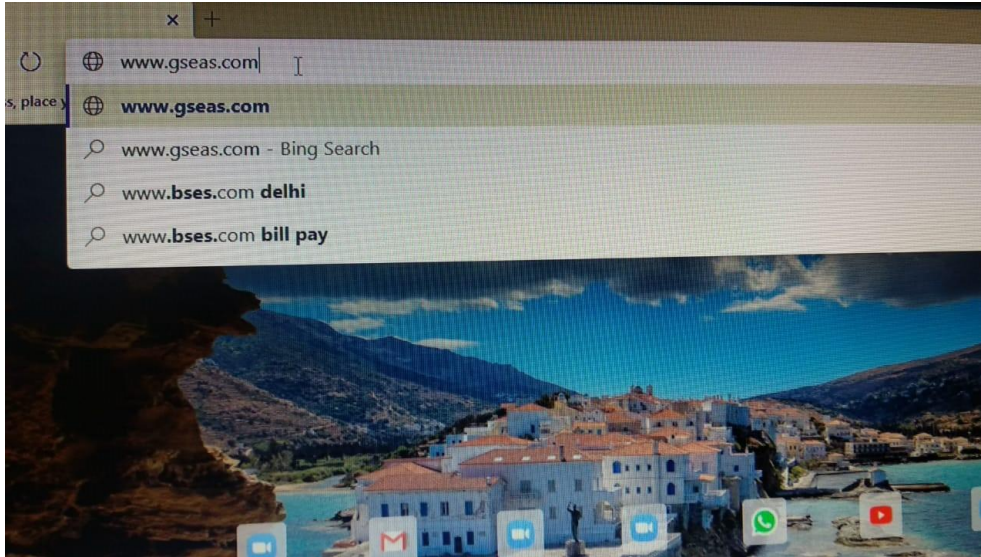 www.gseas.com
s, place y
www.gseas.com
www.gseas.com - Bing Search
www.bses.com delhi
www.bses.com bill pay